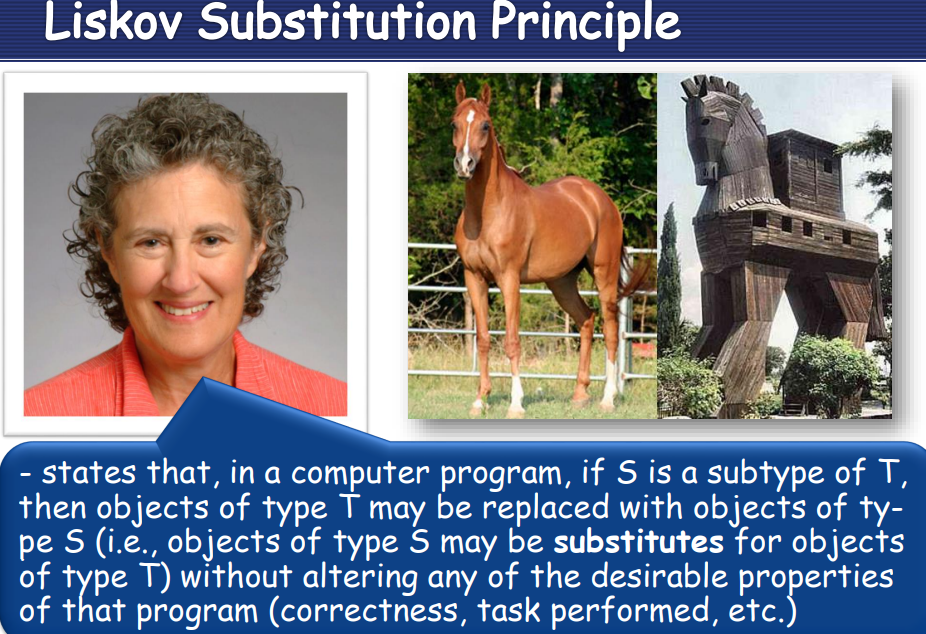 Liskov Substitution Principle
- states that, in a computer program, if S is a subtype of T,
then objects of type T may be replaced with objects of ty-
pe S (i.e., objects of type S may be substitutes for objects
of type T) without altering any of the desirable properties
of that program (correctness, task performed, etc.)